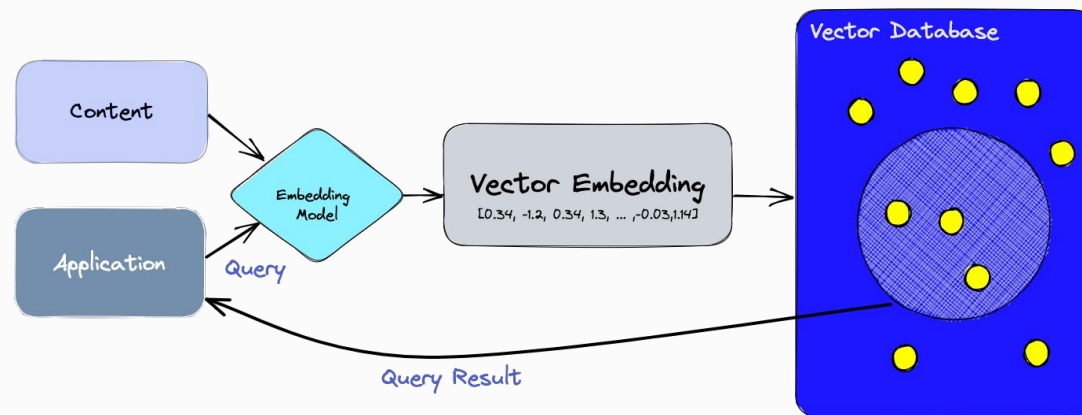 Vector Database
Content
Embedding
Model
Vector Embedding
[0.34, -1.2, 0.34, 1.3, ... ,-0.03,1.14]
Application
Query
Query Result